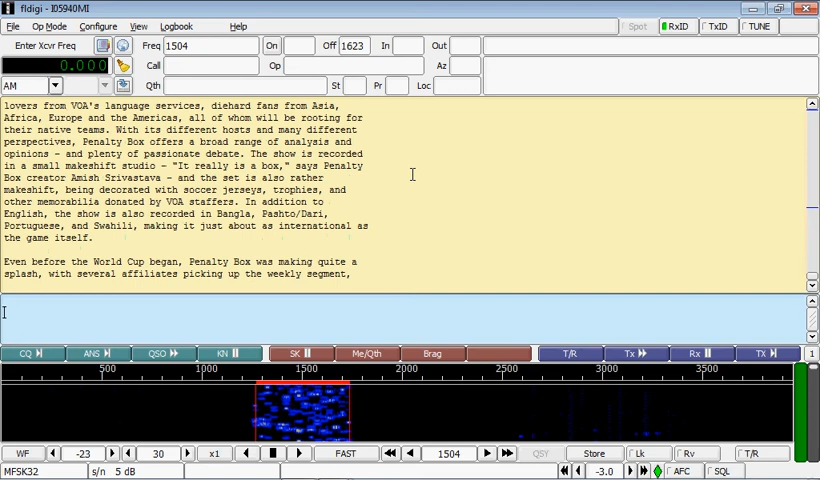 fldigi - I05940MI
File Op Mode Configure View Logbook Help
Spot RxID TxID TUNE
Enter Xcvr Freq Freq 1504 On Off 1623 In Out
0.000 Call Op Az
AM Qth St Pr Loc
lovers from VOA's language services, diehard fans from Asia,
Africa, Europe and the Americas, all of whom will be rooting for
their native teams. With its different hosts and many different
perspectives, Penalty Box offers a broad range of analysis and
opinions - and plenty of passionate debate. The show is recorded
in a small makeshift studio - "It really is a box," says Penalty
Box creator Amish Srivastava - and the set is also rather
makeshift, being decorated with soccer jerseys, trophies, and
other memorabilia donated by VOA staffers. In addition to
English, the show is also recorded in Bangla, Pashto/Dari,
Portuguese, and Swahili, making it just about as international as
the game itself.
Even before the World Cup began, Penalty Box was making quite a
splash, with several affiliates picking up the weekly segment,
CQ ANS QSO KN SK Me/Qth Brag T/R Tx Rx TX 1
500 1000 1500 2000 2500 3000 3500
WF -23 30 x1 FAST 1504 QSY Store Lk Rv T/R
MFSK32 s/n 5 dB -3.0 AFC SQL